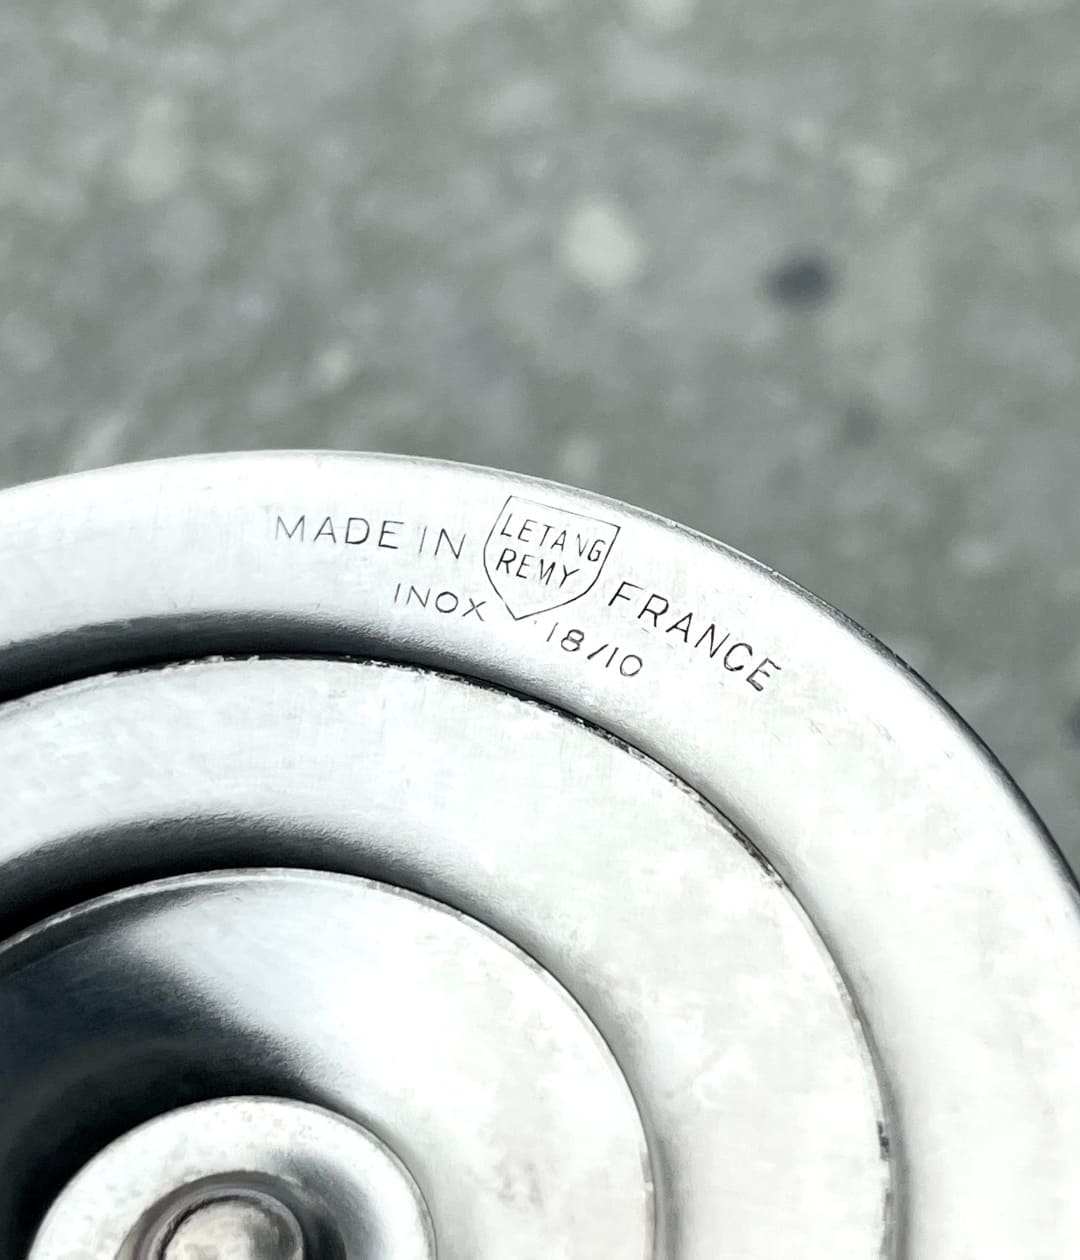 MADE IN
LETANG
REMY
FRANCE
INOX 18/10